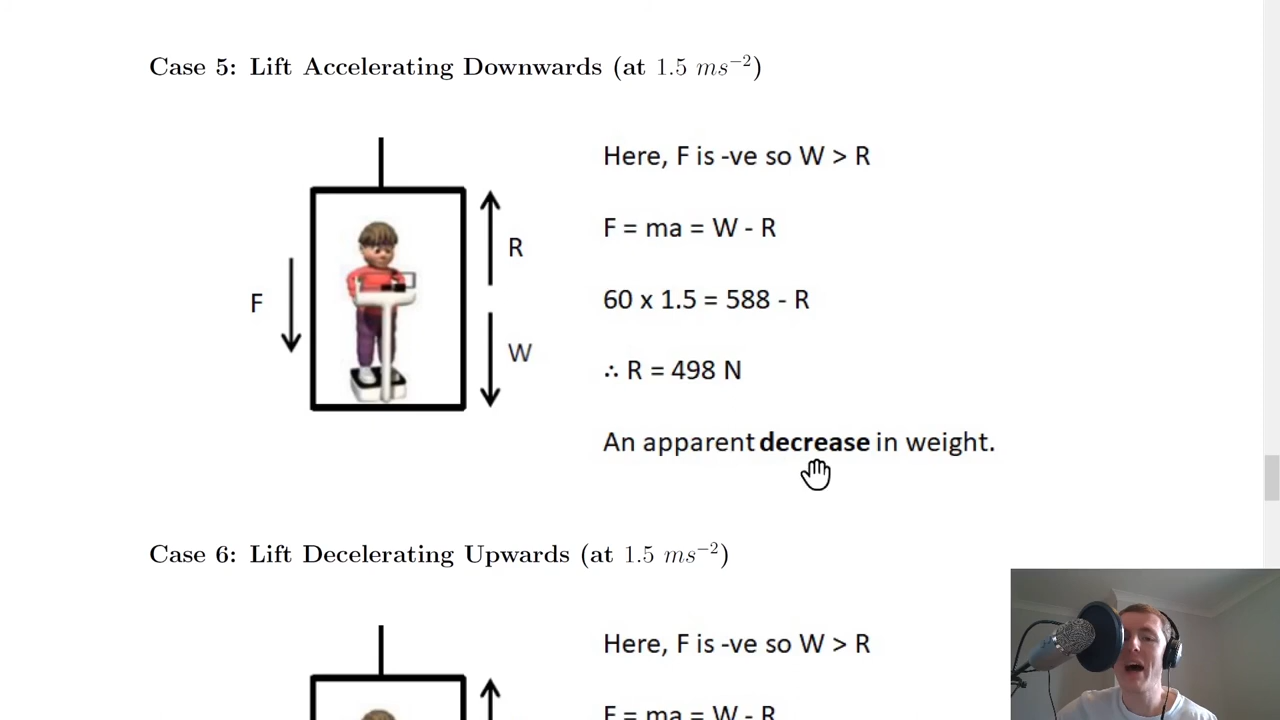 Case 5: Lift Accelerating Downwards (at 1.5 ms⁻²)
Here, F is -ve so W > R
F = ma = W - R
R
60 x 1.5 = 588 - R
F
W
∴ R = 498 N
An apparent decrease in weight.
Case 6: Lift Decelerating Upwards (at 1.5 ms⁻²)
Here, F is -ve so W > R
F = ma = W - R